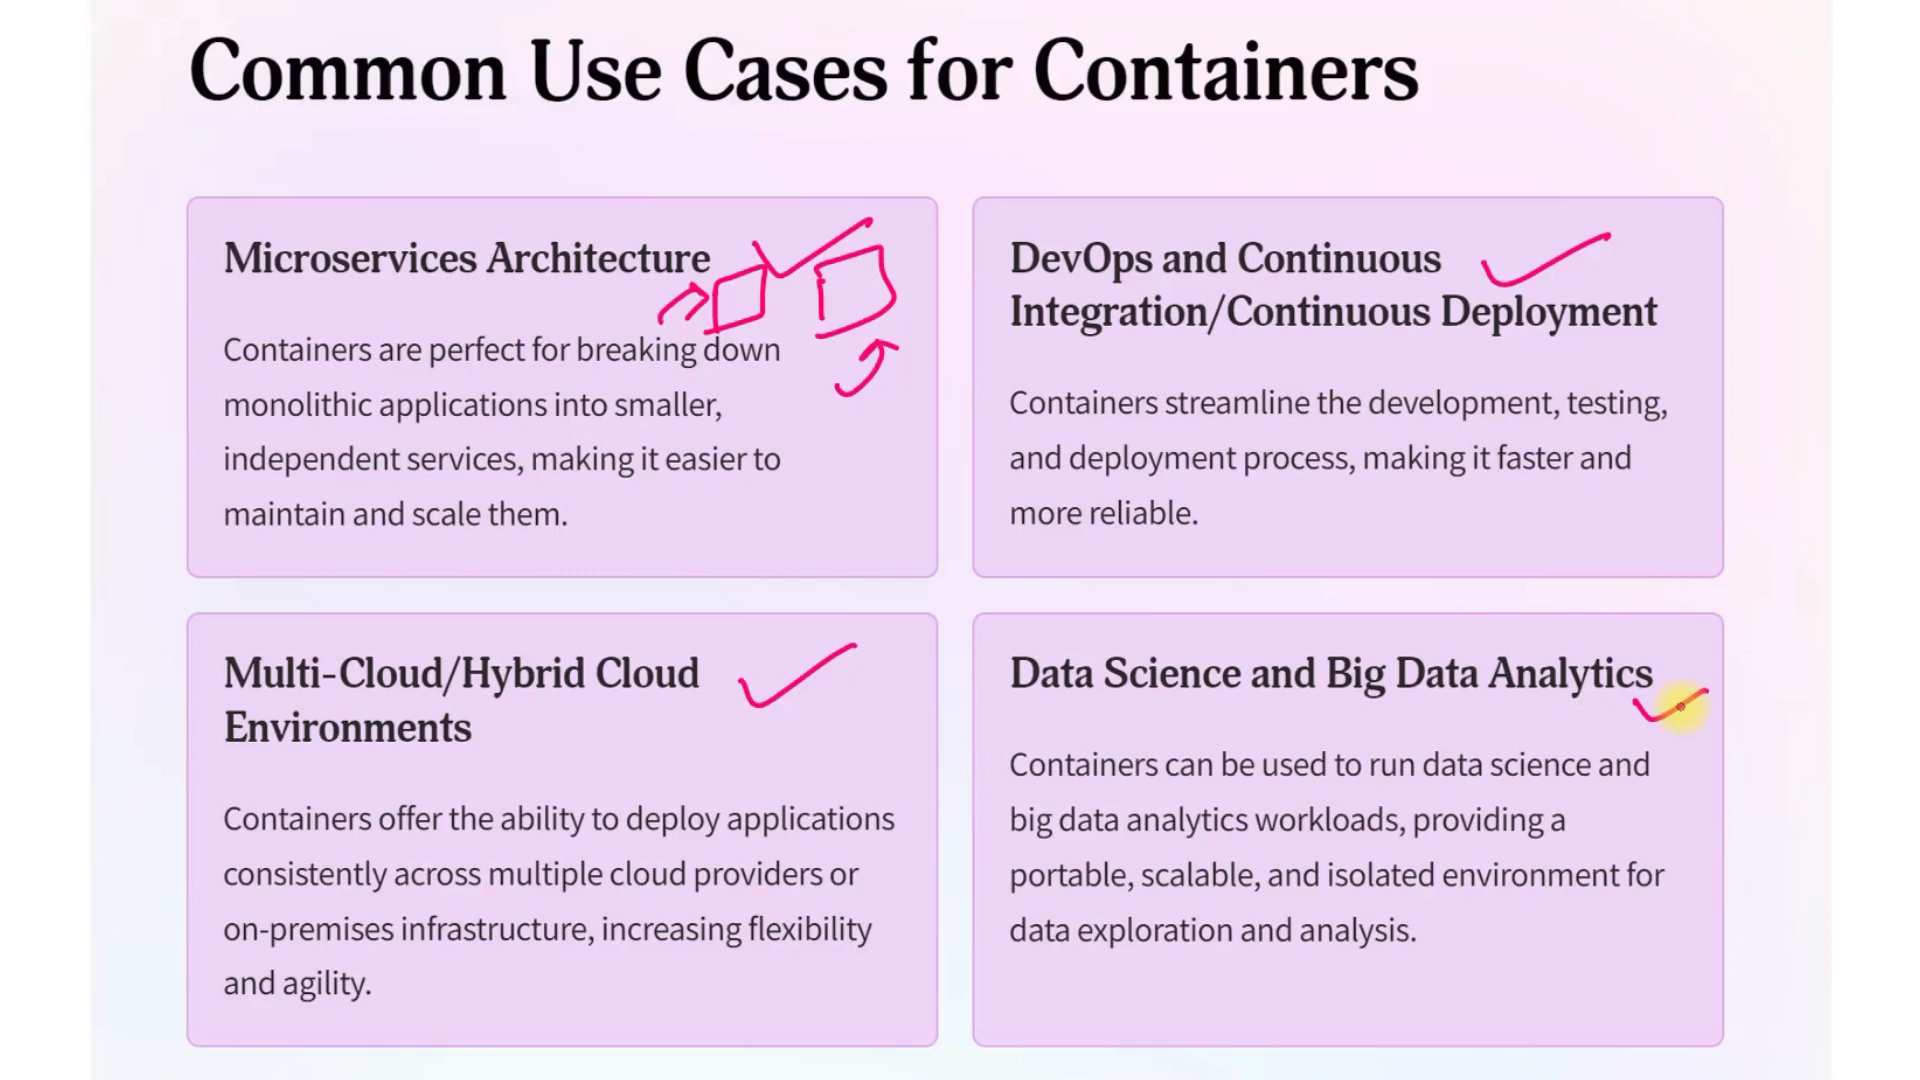 Common Use Cases for Containers
Microservices Architecture
Containers are perfect for breaking down
monolithic applications into smaller,
independent services, making it easier to
maintain and scale them.
DevOps and Continuous
Integration/Continuous Deployment
Containers streamline the development, testing,
and deployment process, making it faster and
more reliable.
Multi-Cloud/Hybrid Cloud
Environments
Containers offer the ability to deploy applications
consistently across multiple cloud providers or
on-premises infrastructure, increasing flexibility
and agility.
Data Science and Big Data Analytics
Containers can be used to run data science and
big data analytics workloads, providing a
portable, scalable, and isolated environment for
data exploration and analysis.